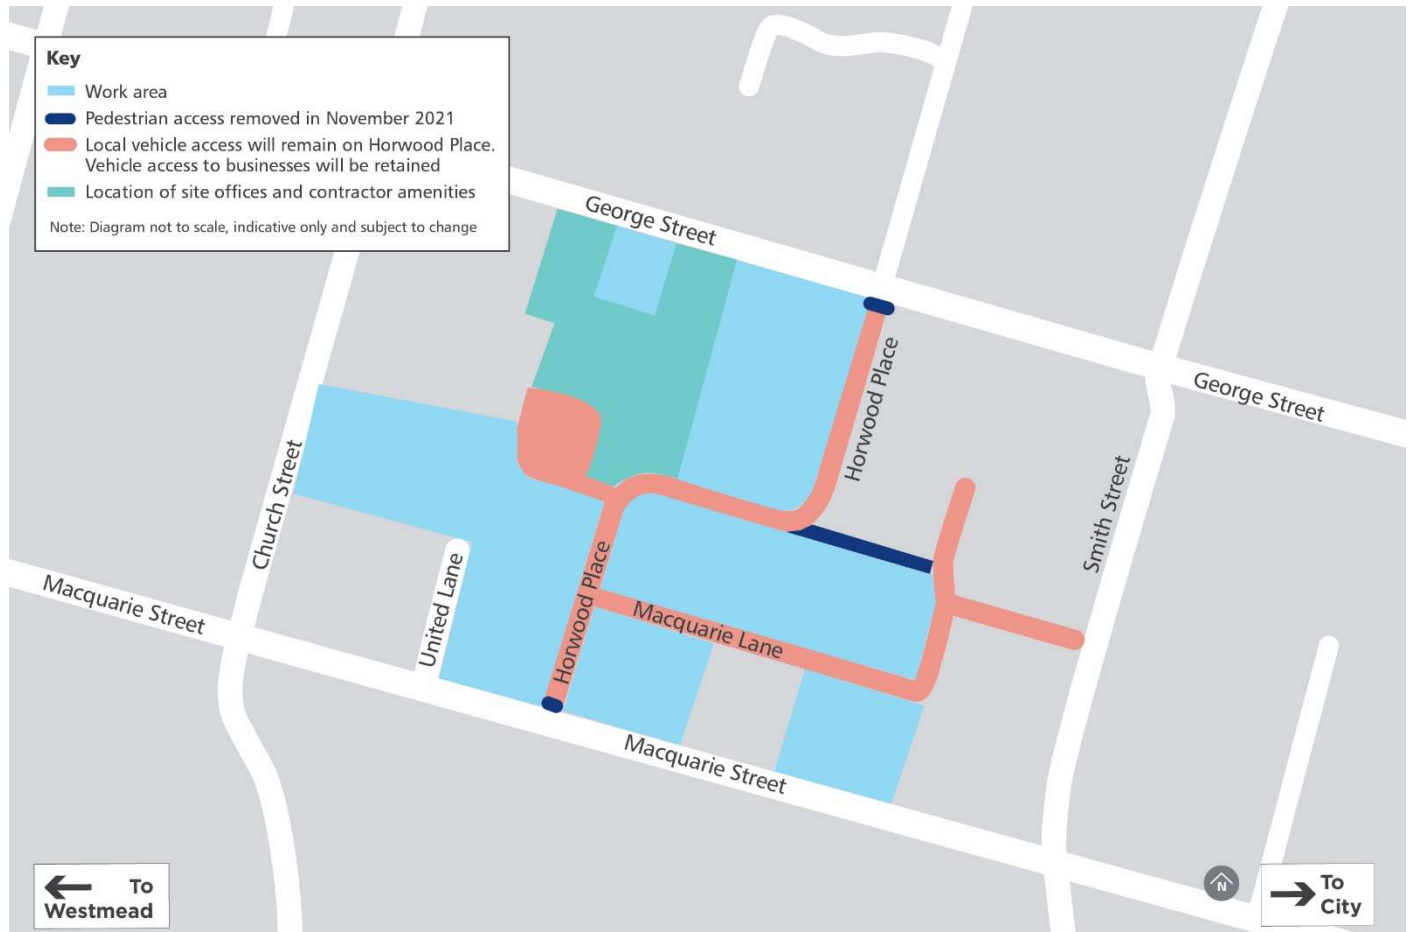 Key
Work area
Pedestrian access removed in November 2021
Local vehicle access will remain on Horwood Place.
Vehicle access to businesses will be retained
Location of site offices and contractor amenities
Note: Diagram not to scale, indicative only and subject to change
George Street
Horwood Place
George Street
Church Street
Smith Street
Macquarie Street
United Lane
Horwood Place
Macquarie Lane
Macquarie Street
To
Westmead
N
To
City